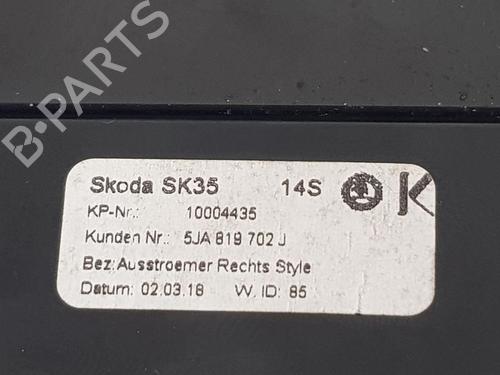 B-PARTS
Skoda SK35 14S K
KP-Nr.: 10004435
Kunden Nr.: 5JA 819 702 J
Bez: Ausstroemer Rechts Style
Datum: 02.03.18 W. ID: 85